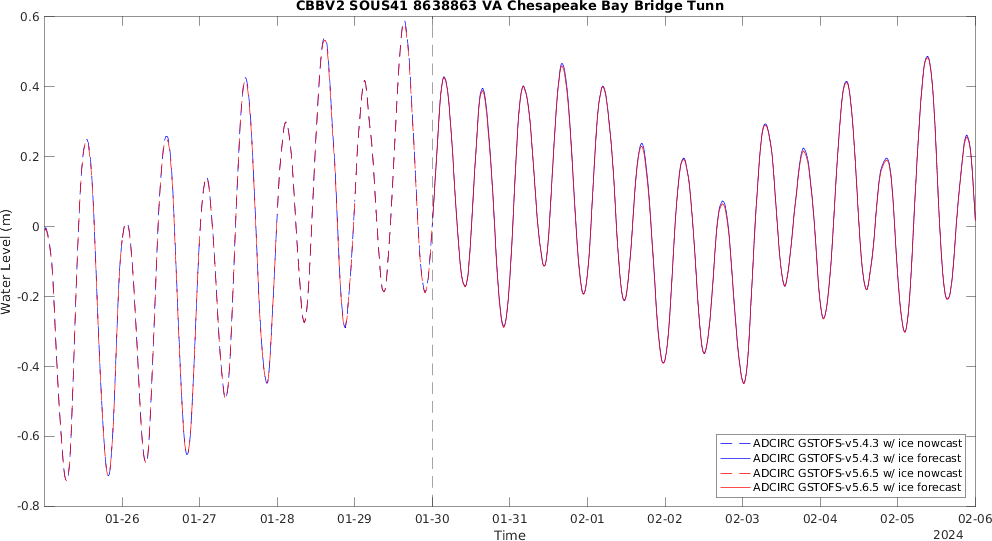 CBBV2 SOUS41 8638863 VA Chesapeake Bay Bridge Tunn
0.6
0.4
0.2
0
-0.2
-0.4
-0.6
-0.8
Water Level (m)
ADCIRC GSTOFS-v5.4.3 w/ ice nowcast
ADCIRC GSTOFS-v5.4.3 w/ ice forecast
ADCIRC GSTOFS-v5.6.5 w/ ice nowcast
ADCIRC GSTOFS-v5.6.5 w/ ice forecast
01-26 01-27 01-28 01-29 01-30 01-31 02-01 02-02 02-03 02-04 02-05 02-06
Time
2024